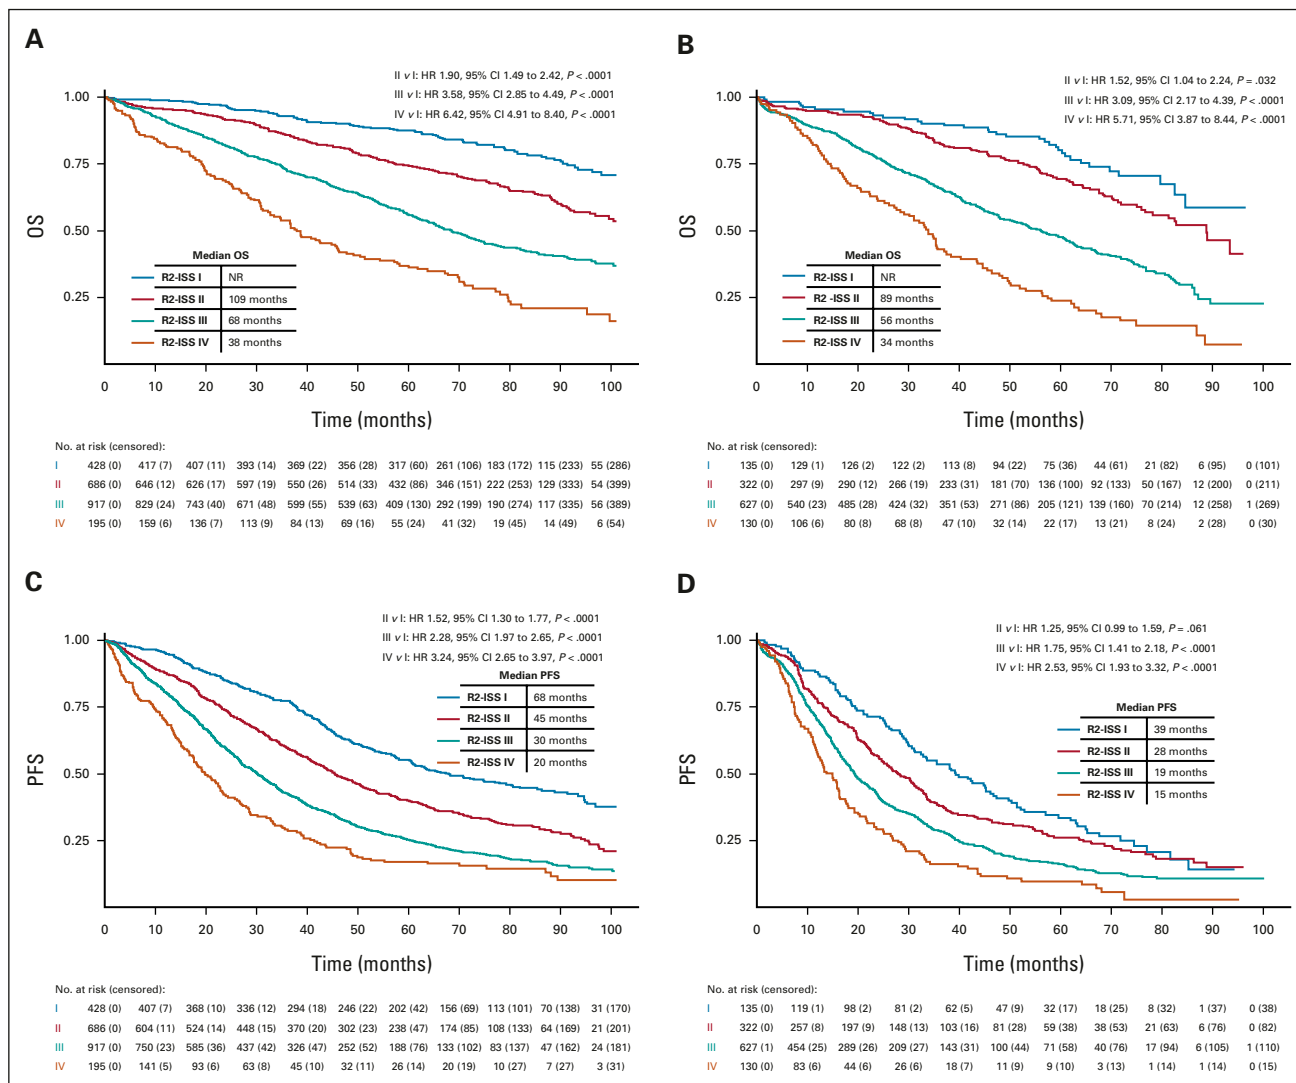 A
II v I: HR 1.90, 95% CI 1.49 to 2.42, P < .0001
III v I: HR 3.58, 95% CI 2.85 to 4.49, P < .0001
IV v I: HR 6.42, 95% CI 4.91 to 8.40, P < .0001
1.00
0.75
0.50
0.25
OS
Median OS
R2-ISS I NR
R2-ISS II 109 months
R2-ISS III 68 months
R2-ISS IV 38 months
0 10 20 30 40 50 60 70 80 90 100
Time (months)
No. at risk (censored):
I 428 (0) 417 (7) 407 (11) 393 (14) 369 (22) 356 (28) 317 (60) 261 (106) 183 (172) 115 (233) 55 (286)
II 686 (0) 646 (12) 626 (17) 597 (19) 550 (26) 514 (33) 432 (86) 346 (151) 222 (253) 129 (333) 54 (399)
III 917 (0) 829 (24) 743 (40) 671 (48) 599 (55) 539 (63) 409 (130) 292 (199) 190 (274) 117 (335) 56 (389)
IV 195 (0) 159 (6) 136 (7) 113 (9) 84 (13) 69 (16) 55 (24) 41 (32) 19 (45) 14 (49) 6 (54)
B
II v I: HR 1.52, 95% CI 1.04 to 2.24, P = .032
III v I: HR 3.09, 95% CI 2.17 to 4.39, P < .0001
IV v I: HR 5.71, 95% CI 3.87 to 8.44, P < .0001
1.00
0.75
0.50
0.25
OS
Median OS
R2-ISS I NR
R2 -ISS II 89 months
R2-ISS III 56 months
R2-ISS IV 34 months
0 10 20 30 40 50 60 70 80 90 100
Time (months)
No. at risk (censored):
I 135 (0) 129 (1) 126 (2) 122 (2) 113 (8) 94 (22) 75 (36) 44 (61) 21 (82) 6 (95) 0 (101)
II 322 (0) 297 (9) 290 (12) 266 (19) 233 (31) 181 (70) 136 (100) 92 (133) 50 (167) 12 (200) 0 (211)
III 627 (0) 540 (23) 485 (28) 424 (32) 351 (53) 271 (86) 205 (121) 139 (160) 70 (214) 12 (258) 1 (269)
IV 130 (0) 106 (6) 80 (8) 68 (8) 47 (10) 32 (14) 22 (17) 13 (21) 8 (24) 2 (28) 0 (30)
C
II v I: HR 1.52, 95% CI 1.30 to 1.77, P < .0001
III v I: HR 2.28, 95% CI 1.97 to 2.65, P < .0001
IV v I: HR 3.24, 95% CI 2.65 to 3.97, P < .0001
1.00
0.75
0.50
0.25
PFS
Median PFS
R2-ISS I 68 months
R2-ISS II 45 months
R2-ISS III 30 months
R2-ISS IV 20 months
0 10 20 30 40 50 60 70 80 90 100
Time (months)
No. at risk (censored):
I 428 (0) 407 (7) 368 (10) 336 (12) 294 (18) 246 (22) 202 (42) 156 (69) 113 (101) 70 (138) 31 (170)
II 686 (0) 604 (11) 524 (14) 448 (15) 370 (20) 302 (23) 238 (47) 174 (85) 108 (133) 64 (169) 21 (201)
III 917 (0) 750 (23) 585 (36) 437 (42) 326 (47) 252 (52) 188 (76) 133 (102) 83 (137) 47 (162) 24 (181)
IV 195 (0) 141 (5) 93 (6) 63 (8) 45 (10) 32 (11) 26 (14) 20 (19) 10 (27) 7 (27) 3 (31)
D
II v I: HR 1.25, 95% CI 0.99 to 1.59, P = .061
III v I: HR 1.75, 95% CI 1.41 to 2.18, P < .0001
IV v I: HR 2.53, 95% CI 1.93 to 3.32, P < .0001
1.00
0.75
0.50
0.25
PFS
Median PFS
R2-ISS I 39 months
R2-ISS II 28 months
R2-ISS III 19 months
R2-ISS IV 15 months
0 10 20 30 40 50 60 70 80 90 100
Time (months)
No. at risk (censored):
I 135 (0) 119 (1) 98 (2) 81 (2) 62 (5) 47 (9) 32 (17) 18 (25) 8 (32) 1 (37) 0 (38)
II 322 (0) 257 (8) 197 (9) 148 (13) 103 (16) 81 (28) 59 (38) 38 (53) 21 (63) 6 (76) 0 (82)
III 627 (1) 454 (25) 289 (26) 209 (27) 143 (31) 100 (44) 71 (58) 40 (76) 17 (94) 6 (105) 1 (110)
IV 130 (0) 83 (6) 44 (6) 26 (6) 18 (7) 11 (9) 9 (10) 3 (13) 1 (14) 1 (14) 0 (15)